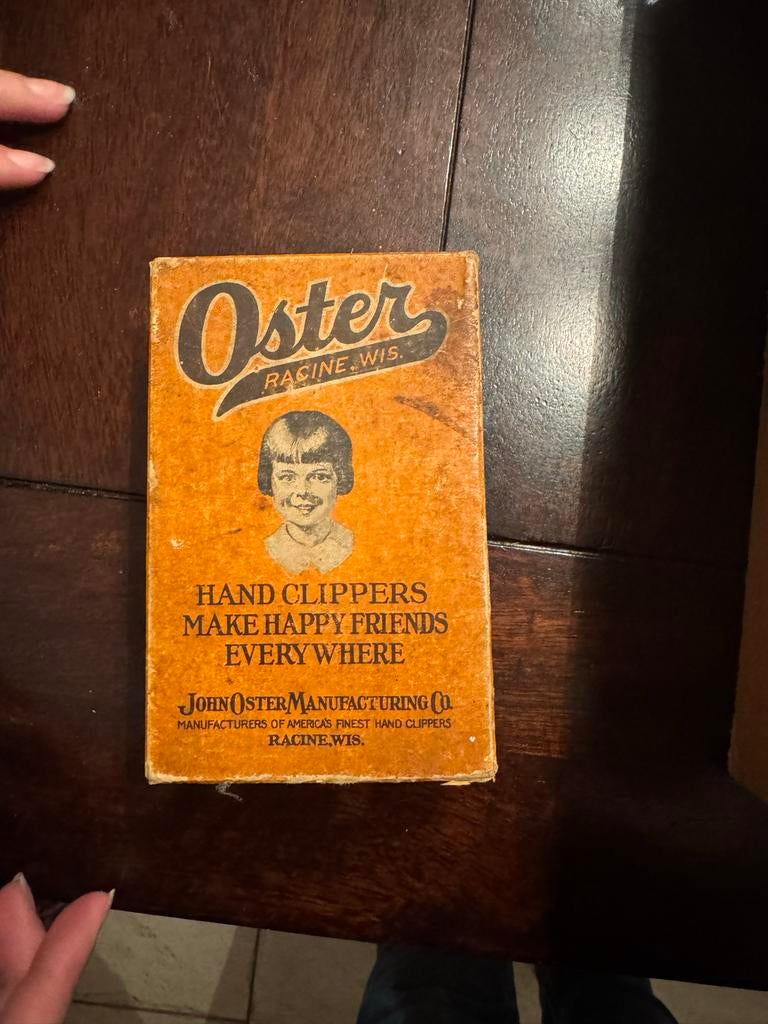 Oster
RACINE, WIS.
HAND CLIPPERS
MAKE HAPPY FRIENDS
EVERYWHERE
JOHN OSTER MANUFACTURING CO.
MANUFACTURERS OF AMERICA'S FINEST HAND CLIPPERS
RACINE, WIS.